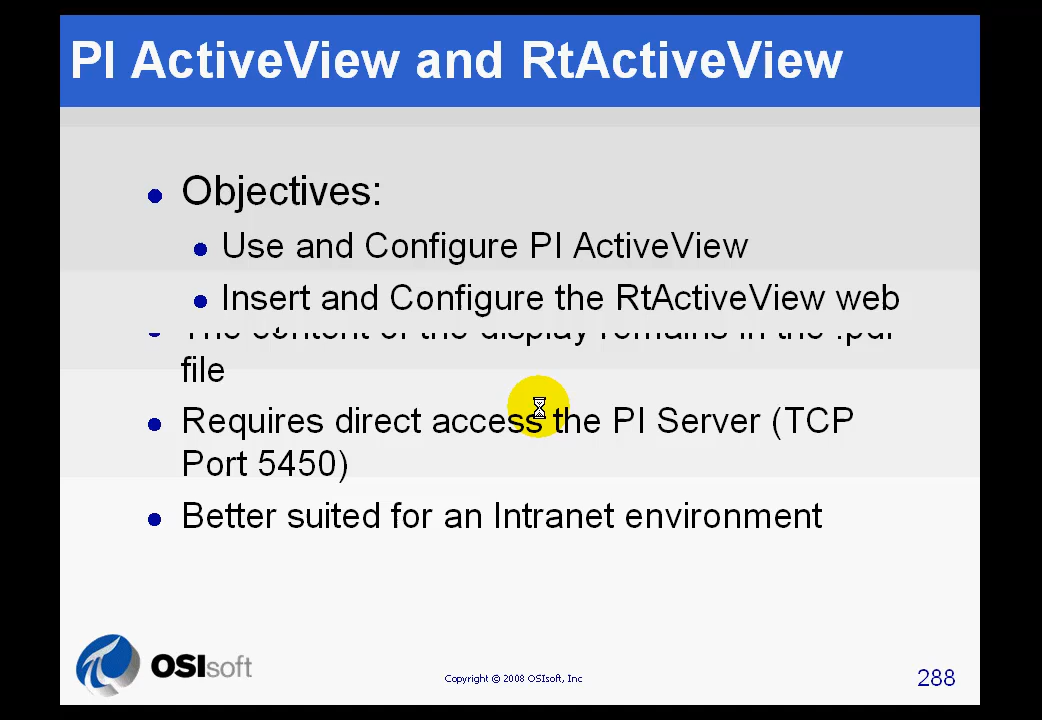 PI ActiveView and RtActiveView
Objectives:
Use and Configure PI ActiveView
Insert and Configure the RtActiveView web
The content of the display remains in the .pdf
file
Requires direct access the PI Server (TCP
Port 5450)
Better suited for an Intranet environment
OSIsoft
Copyright © 2008 OSIsoft, Inc
288